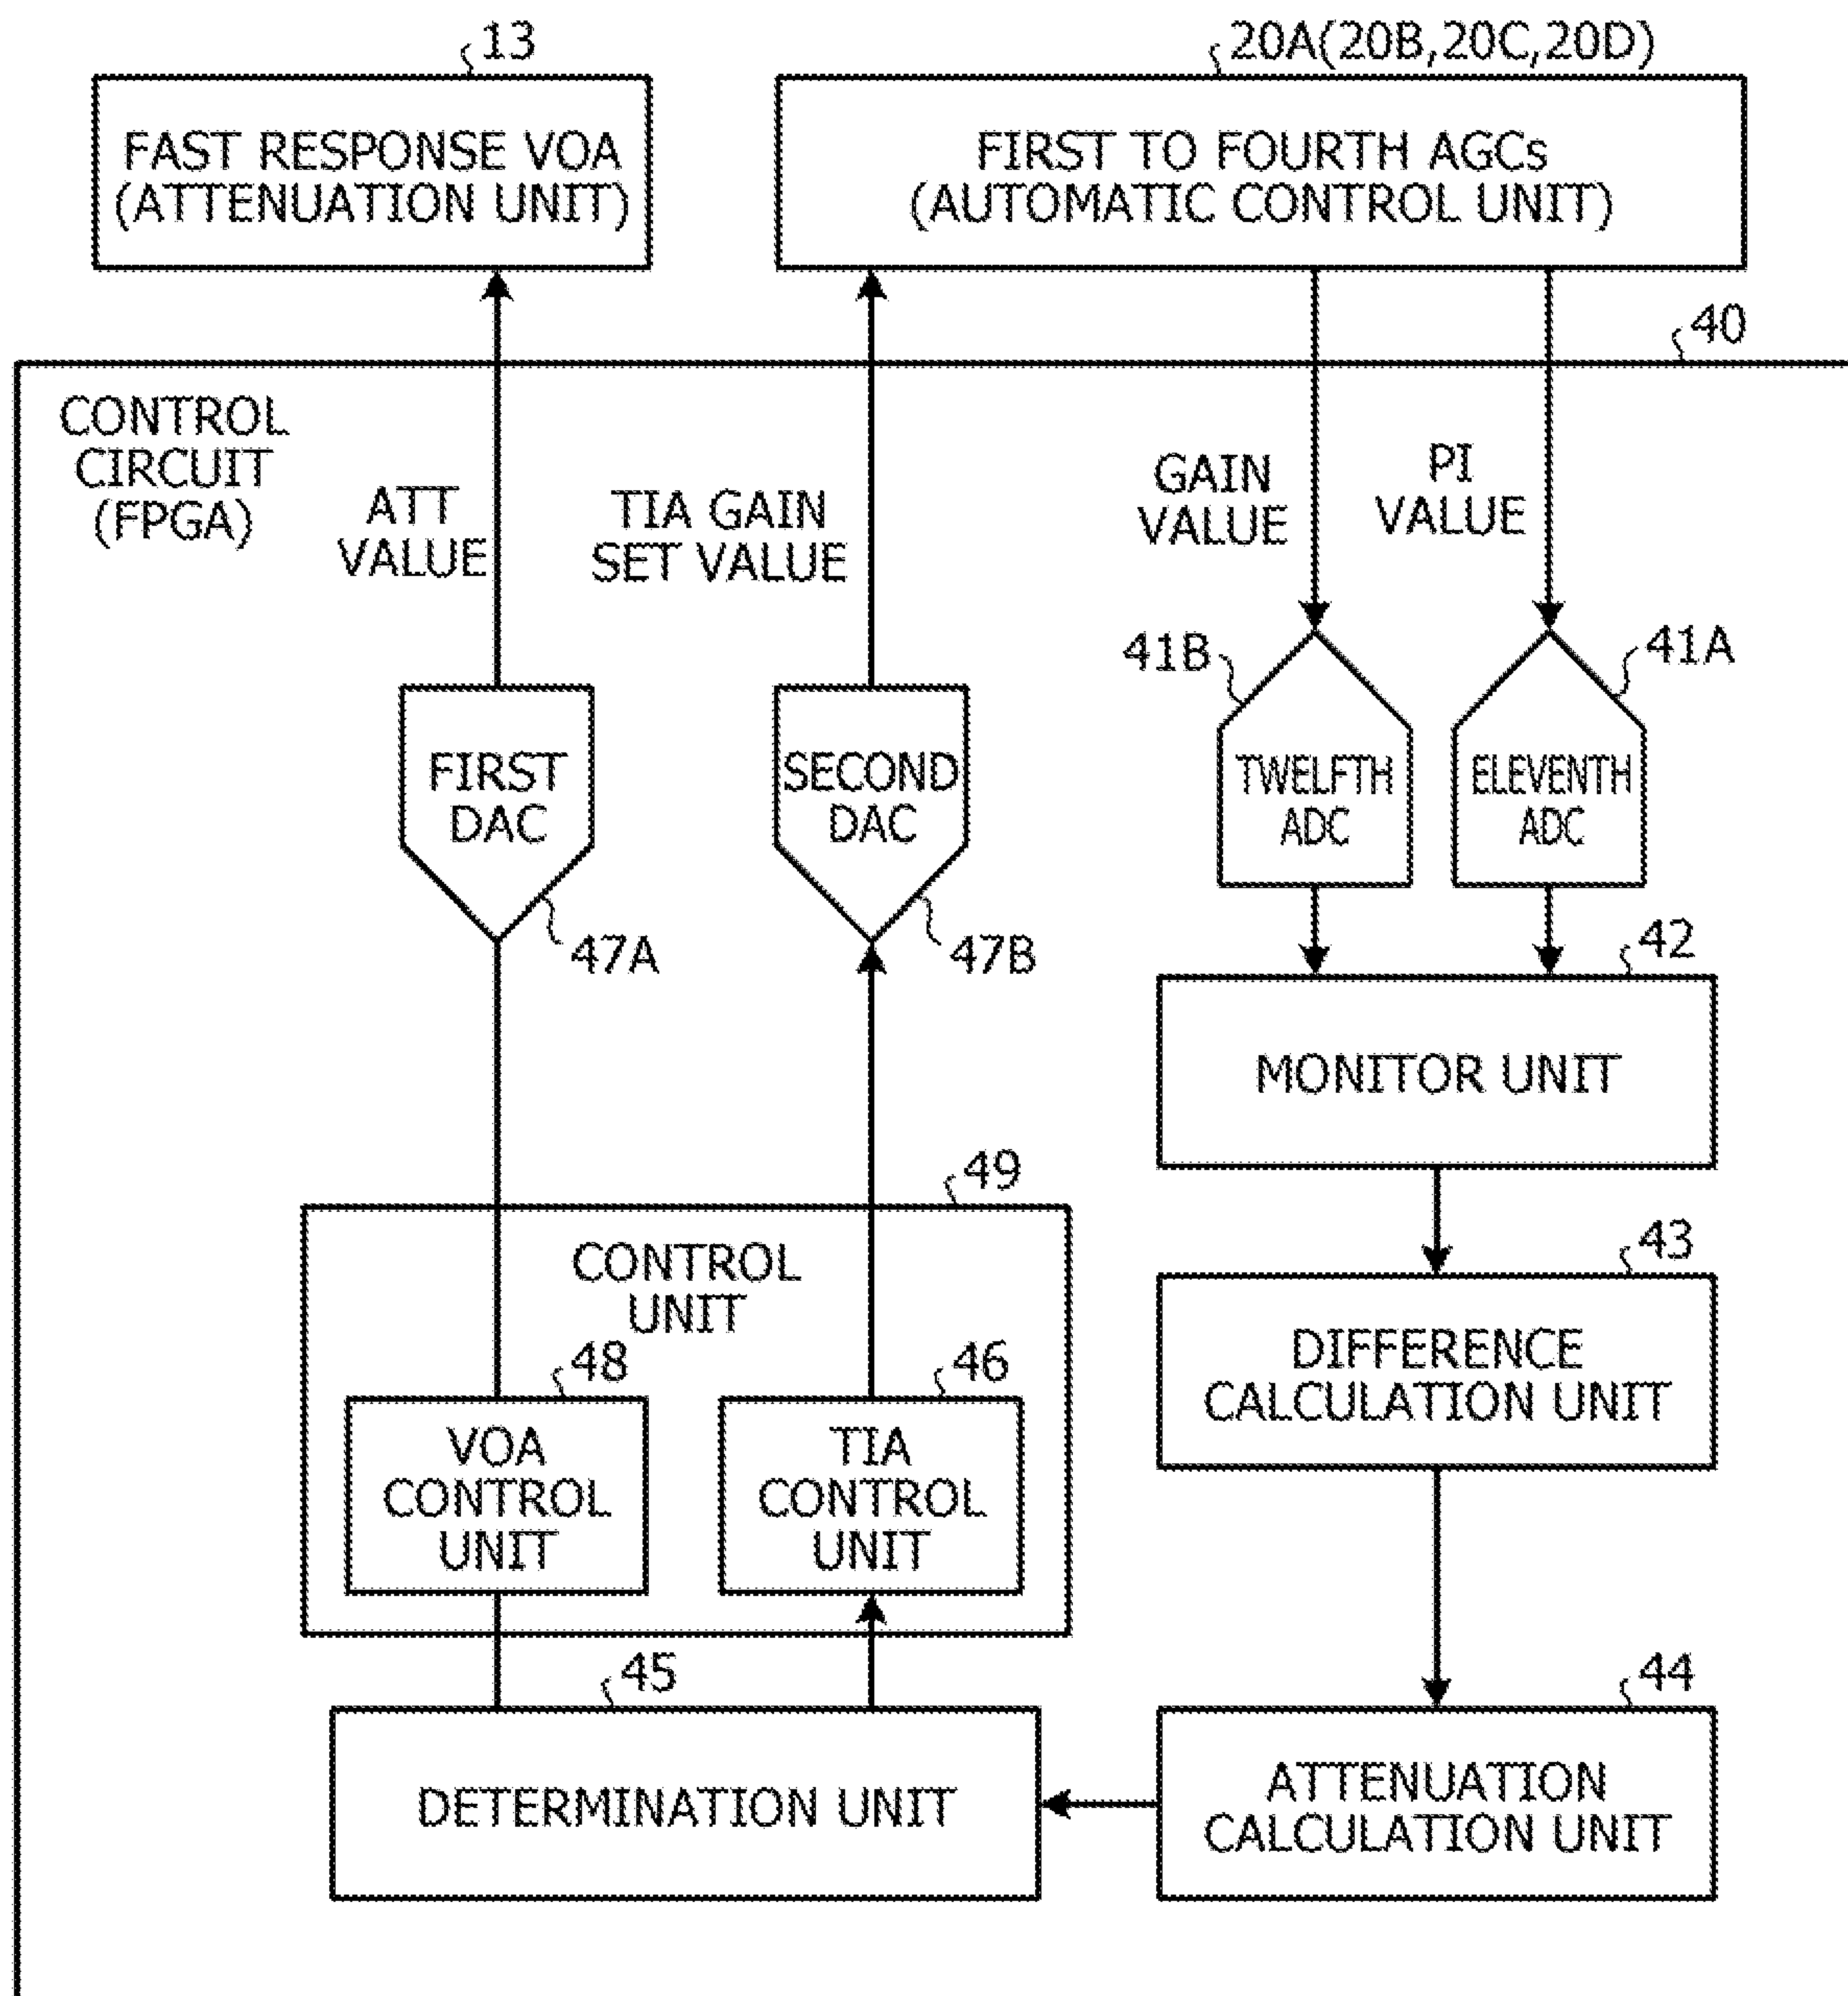 13
20A(20B,20C,20D)
FAST RESPONSE VOA
(ATTENUATION UNIT)
FIRST TO FOURTH AGCs
(AUTOMATIC CONTROL UNIT)
40
CONTROL
CIRCUIT
(FPGA)
ATT
VALUE
TIA GAIN
SET VALUE
GAIN
VALUE
PI
VALUE
41B
41A
FIRST
DAC
SECOND
DAC
TWELFTH
ADC
ELEVENTH
ADC
47A
47B
42
MONITOR UNIT
49
CONTROL
UNIT
43
DIFFERENCE
CALCULATION UNIT
48
46
VOA
CONTROL
UNIT
TIA
CONTROL
UNIT
45
44
DETERMINATION UNIT
ATTENUATION
CALCULATION UNIT